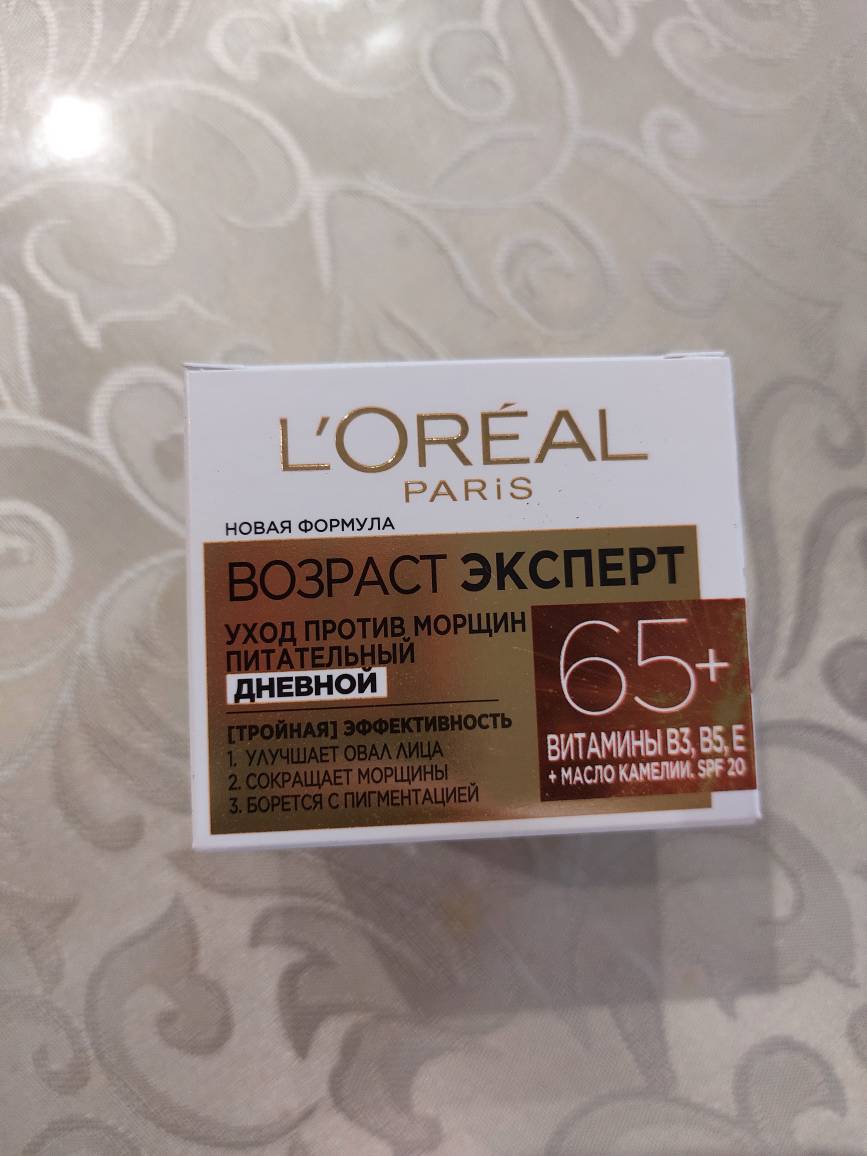 L'ORÉAL
PARiS
НОВАЯ ФОРМУЛА
ВОЗРАСТ ЭКСПЕРТ
УХОД ПРОТИВ МОРЩИН
ПИТАТЕЛЬНЫЙ
ДНЕВНОЙ
[ТРОЙНАЯ] ЭФФЕКТИВНОСТЬ
1. УЛУЧШАЕТ ОВАЛ ЛИЦА
2. СОКРАЩАЕТ МОРЩИНЫ
3. БОРЕТСЯ С ПИГМЕНТАЦИЕЙ
65+
ВИТАМИНЫ B3, B5, E
+ МАСЛО КАМЕЛИИ. SPF 20